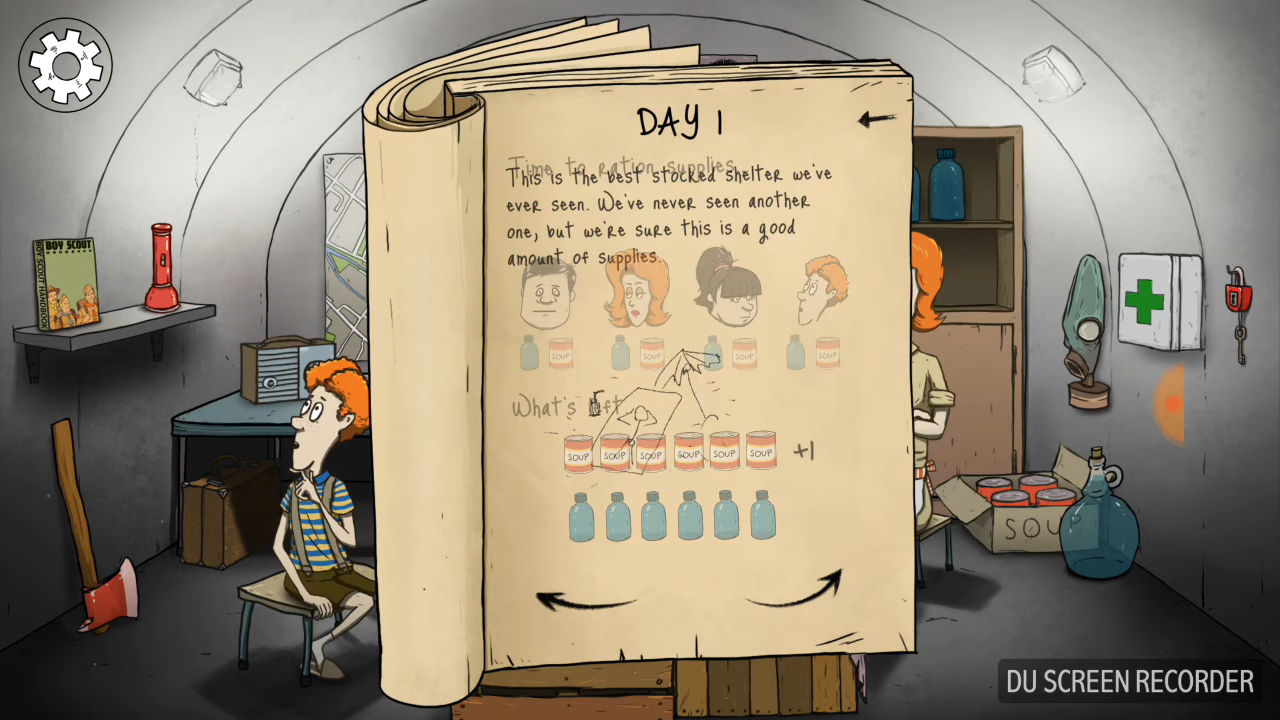 DAY 1
Time to ration supplies
This is the best stocked shelter we've
ever seen. We've never seen another
one, but we're sure this is a good
amount of supplies.
SOUP SOUP SOUP SOUP
What's left
SOUP SOUP SOUP SOUP SOUP SOUP +1
BOY SCOUT
BOY SCOUT HANDBOOK
SOUP
DU SCREEN RECORDER